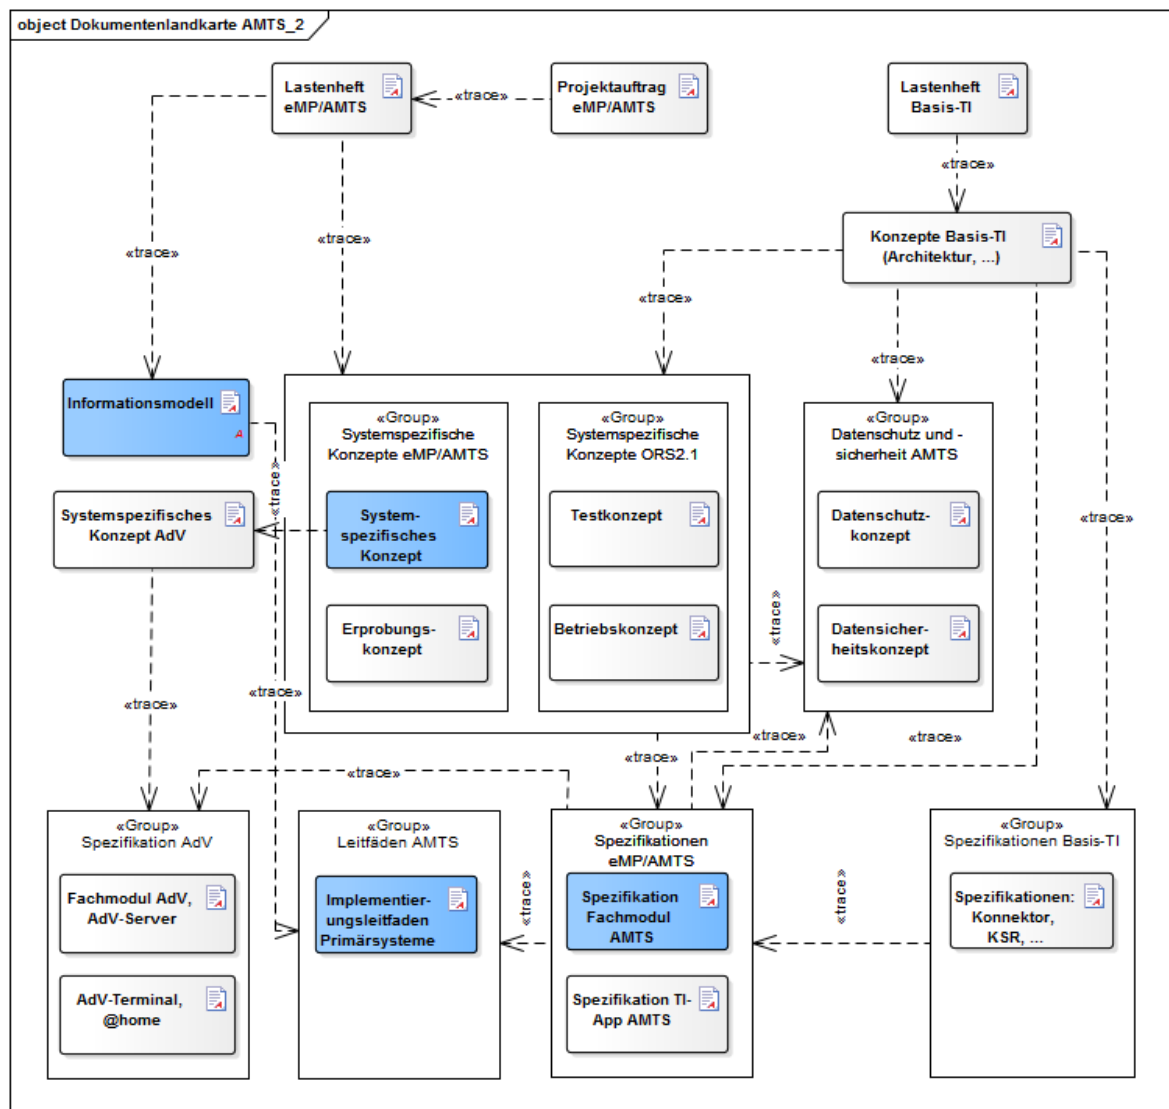 object Dokumentenlandkarte AMTS_2
Lastenheft
eMP/AMTS
«trace»
Projektauftrag
eMP/AMTS
Lastenheft
Basis-TI
«trace»
«trace»
«trace»
Konzepte Basis-TI
(Architektur, ...)
«trace»
«trace»
«trace»
Informationsmodell
A
«trace»
Systemspezifisches
Konzept AdV
«Group»
Systemspezifische
Konzepte eMP/AMTS
System-
spezifisches
Konzept
Erprobungs-
konzept
«Group»
Systemspezifische
Konzepte ORS2.1
Testkonzept
Betriebskonzept
«Group»
Datenschutz und -
sicherheit AMTS
Datenschutz-
konzept
Datensicher-
heitskonzept
«trace»
«trace»
«trace»
«trace»
«trace»
«trace»
«trace»
«trace»
«Group»
Spezifikation AdV
Fachmodul AdV,
AdV-Server
AdV-Terminal,
@home
«Group»
Leitfäden AMTS
Implementier-
ungsleitfaden
Primärsysteme
«trace»
«Group»
Spezifikationen
eMP/AMTS
Spezifikation
Fachmodul
AMTS
Spezifikation TI-
App AMTS
«trace»
«Group»
Spezifikationen Basis-TI
Spezifikationen:
Konnektor,
KSR, ...